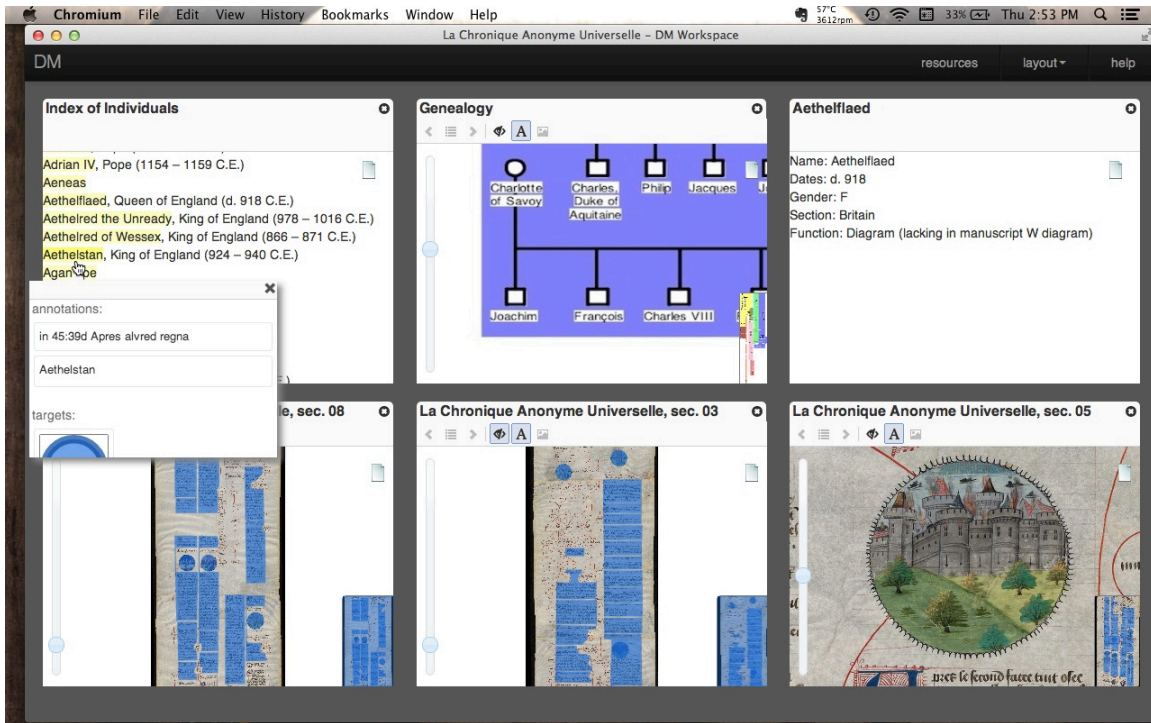 Chromium File Edit View History Bookmarks Window Help
57°C
3612rpm
33%
Thu 2:53 PM
La Chronique Anonyme Universelle – DM Workspace
DM
resources
layout
help
Index of Individuals
Adrian IV, Pope (1154 – 1159 C.E.)
Aeneas
Aethelflaed, Queen of England (d. 918 C.E.)
Aethelred the Unready, King of England (978 – 1016 C.E.)
Aethelred of Wessex, King of England (866 – 871 C.E.)
Aethelstan, King of England (924 – 940 C.E.)
annotations:
in 45:39d Apres alvred regna
Aethelstan
targets:
Genealogy
A
Charlotte
of Savoy
Charles,
Duke of
Aquitaine
Philip
Jacques
Joachim
François
Charles VIII
Aethelflaed
Name: Aethelflaed
Dates: d. 918
Gender: F
Section: Britain
Function: Diagram (lacking in manuscript W diagram)
le, sec. 08
La Chronique Anonyme Universelle, sec. 03
A
La Chronique Anonyme Universelle, sec. 05
A